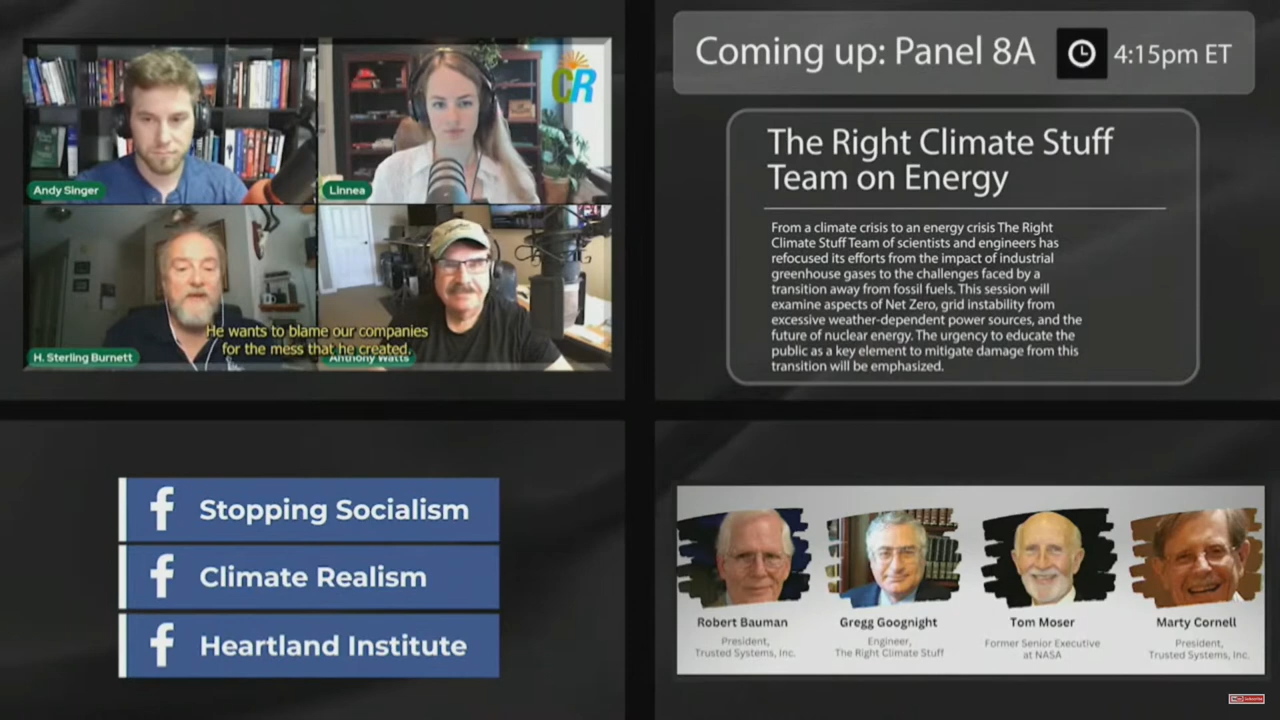 CR
Andy Singer
Linnea
He wants to blame our companies
for the mess that he created.
H. Sterling Burnett
Anthony Watts
Coming up: Panel 8A
4:15pm ET
The Right Climate Stuff
Team on Energy
From a climate crisis to an energy crisis The Right
Climate Stuff Team of scientists and engineers has
refocused its efforts from the impact of industrial
greenhouse gases to the challenges faced by a
transition away from fossil fuels. This session will
examine aspects of Net Zero, grid instability from
excessive weather-dependent power sources, and the
future of nuclear energy. The urgency to educate the
public as a key element to mitigate damage from this
transition will be emphasized.
f Stopping Socialism
f Climate Realism
f Heartland Institute
Robert Bauman
President,
Trusted Systems, Inc.
Gregg Goognight
Engineer,
The Right Climate Stuff
Tom Moser
Former Senior Executive
at NASA
Marty Cornell
President,
Trusted Systems, Inc.